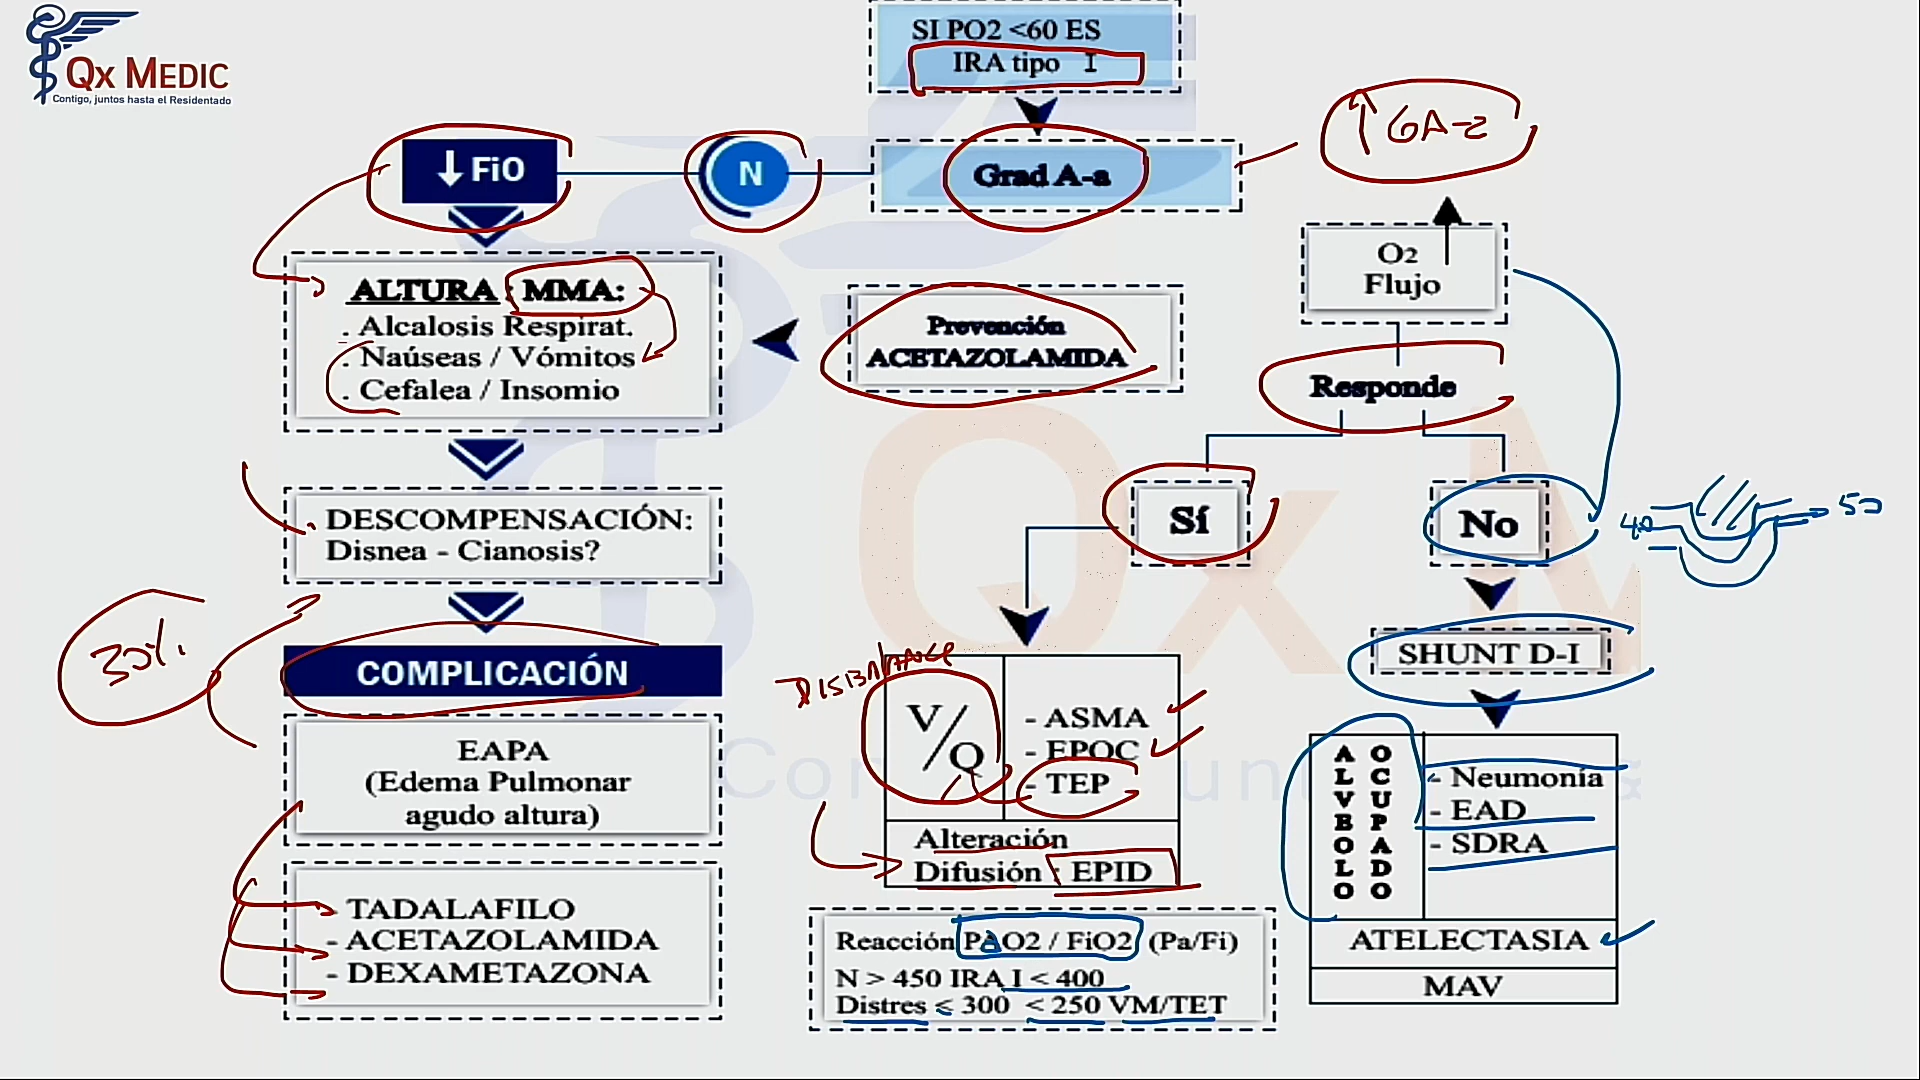 Qx MEDIC
Contigo, juntos hasta el Residentado
SI PO2 <60 ES
IRA tipo I
↓ FiO
N
Grad A-a
↑ GA-a
ALTURA : MMA:
. Alcalosis Respirat.
. Naúseas / Vómitos
. Cefalea / Insomio
Prevención
ACETAZOLAMIDA
O2
Flujo
Responde
Sí
No
40
50
DESCOMPENSACIÓN:
Disnea - Cianosis?
30%
COMPLICACIÓN
EAPA
(Edema Pulmonar
agudo altura)
- TADALAFILO
- ACETAZOLAMIDA
- DEXAMETAZONA
DISBALANCE
V/Q
- ASMA
- EPOC
- TEP
Alteración
Difusión : EPID
Reacción PAO2 / FiO2 (Pa/Fi)
N > 450 IRA I < 400
Distres < 300 < 250 VM/TET
SHUNT D-I
ALVEOLO
OCUPADO
- Neumonía
- EAD
- SDRA
ATELECTASIA
MAV